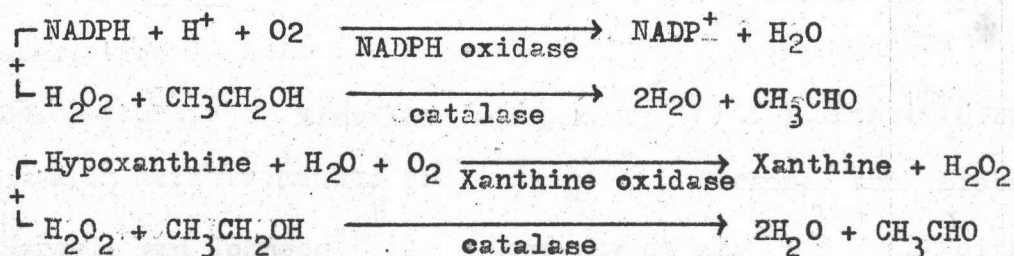 NADPH + H⁺ + O2 NADPH oxidase → NADP⁺ + H₂O
+
H₂O₂ + CH₃CH₂OH catalase → 2H₂O + CH₃CHO
Hypoxanthine + H₂O + O₂ Xanthine oxidase → Xanthine + H₂O₂
+
H₂O₂ + CH₃CH₂OH catalase → 2H₂O + CH₃CHO